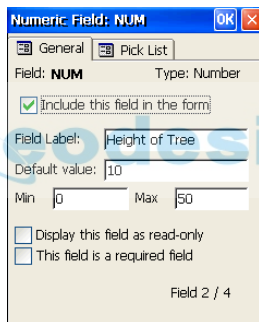 Numeric Field: NUM OK
General Pick List
Field: NUM Type: Number
Include this field in the form
Field Label: Height of Tree
Default value: 10
Min 0 Max 50
Display this field as read-only
This field is a required field
Field 2 / 4